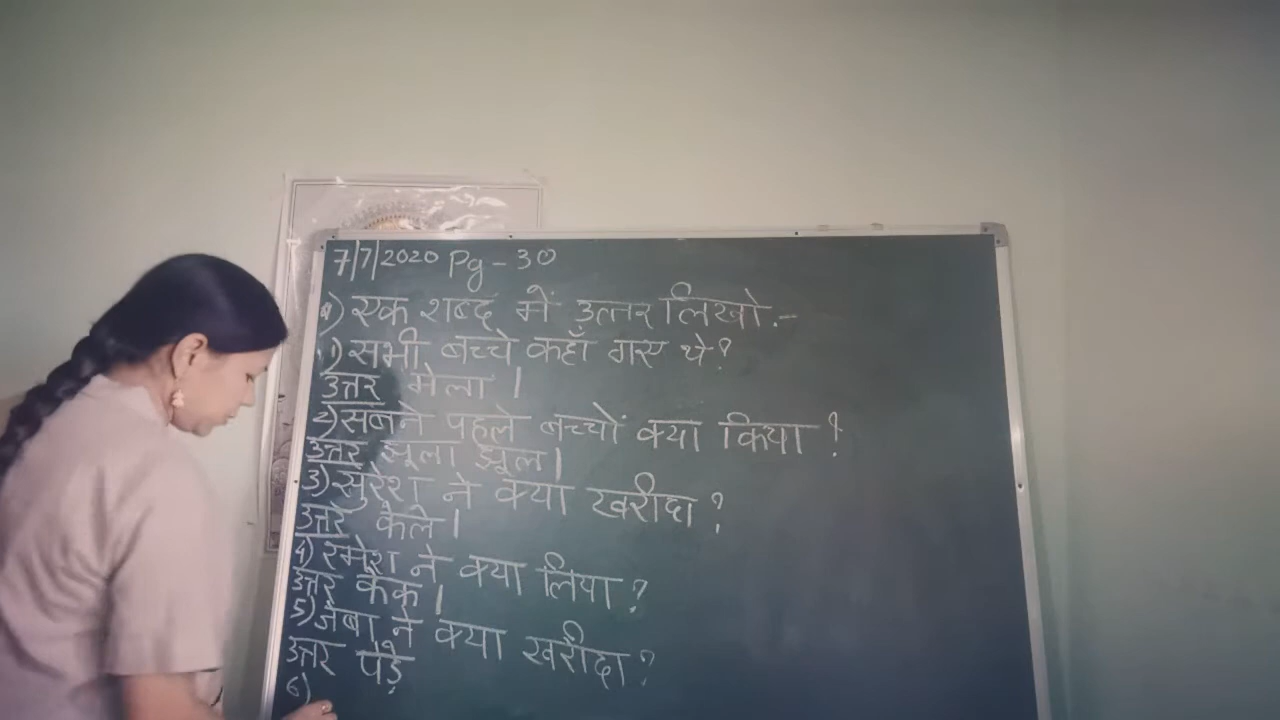 7/7/2020 Pg - 30
एक शब्द में उत्तर लिखो.-
1) सभी बच्चे कहाँ गए थे?
उत्तर मेला ।
2) सबने पहले बच्चों क्या किया ?
उत्तर झूला झूल।
3) सुरेश ने क्या खरीदा ?
उत्तर केले ।
4) रमेश ने क्या लिया ?
उत्तर केक ।
5) जेबा ने क्या खरीदा ?
उत्तर पेड़े
6)